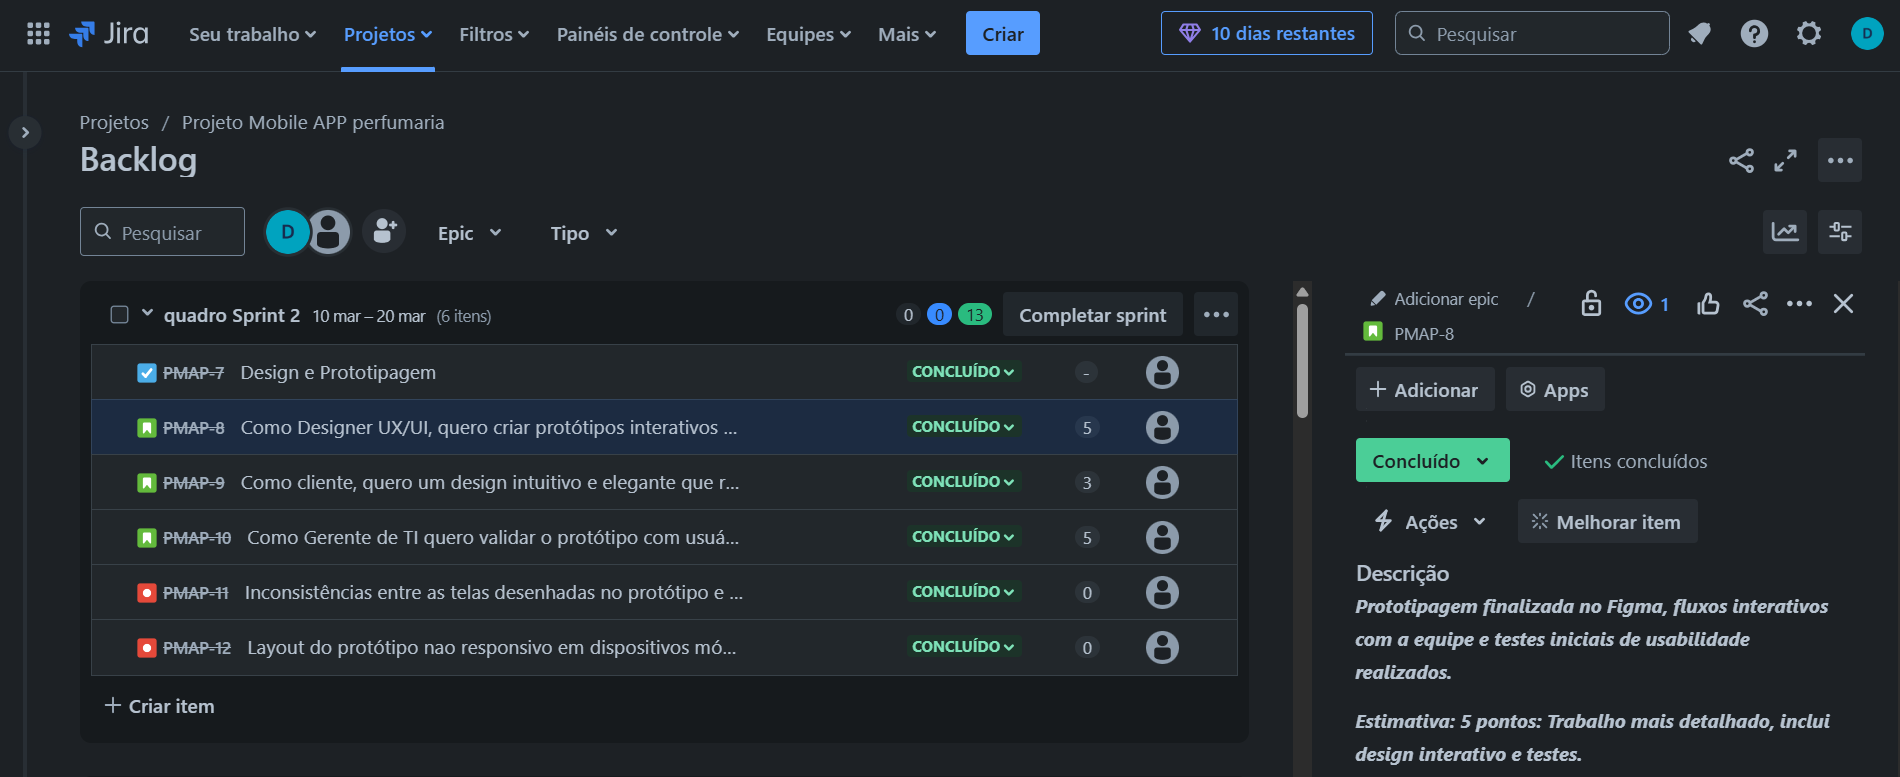 Jira Seu trabalho Projetos Filtros Painéis de controle Equipes Mais Criar 10 dias restantes Pesquisar D
Projetos / Projeto Mobile APP perfumaria
Backlog
Pesquisar D Epic Tipo
quadro Sprint 2 10 mar – 20 mar (6 itens) 0 0 13 Completar sprint
PMAP-7 Design e Prototipagem CONCLUÍDO -
PMAP-8 Como Designer UX/UI, quero criar protótipos interativos ... CONCLUÍDO 5
PMAP-9 Como cliente, quero um design intuitivo e elegante que r... CONCLUÍDO 3
PMAP-10 Como Gerente de TI quero validar o protótipo com usuá... CONCLUÍDO 5
PMAP-11 Inconsistências entre as telas desenhadas no protótipo e ... CONCLUÍDO 0
PMAP-12 Layout do protótipo nao responsivo em dispositivos mó... CONCLUÍDO 0
Criar item
Adicionar epic / 1
PMAP-8
Adicionar Apps
Concluído Itens concluídos
Ações Melhorar item
Descrição
Prototipagem finalizada no Figma, fluxos interativos
com a equipe e testes iniciais de usabilidade
realizados.
Estimativa: 5 pontos: Trabalho mais detalhado, inclui
design interativo e testes.